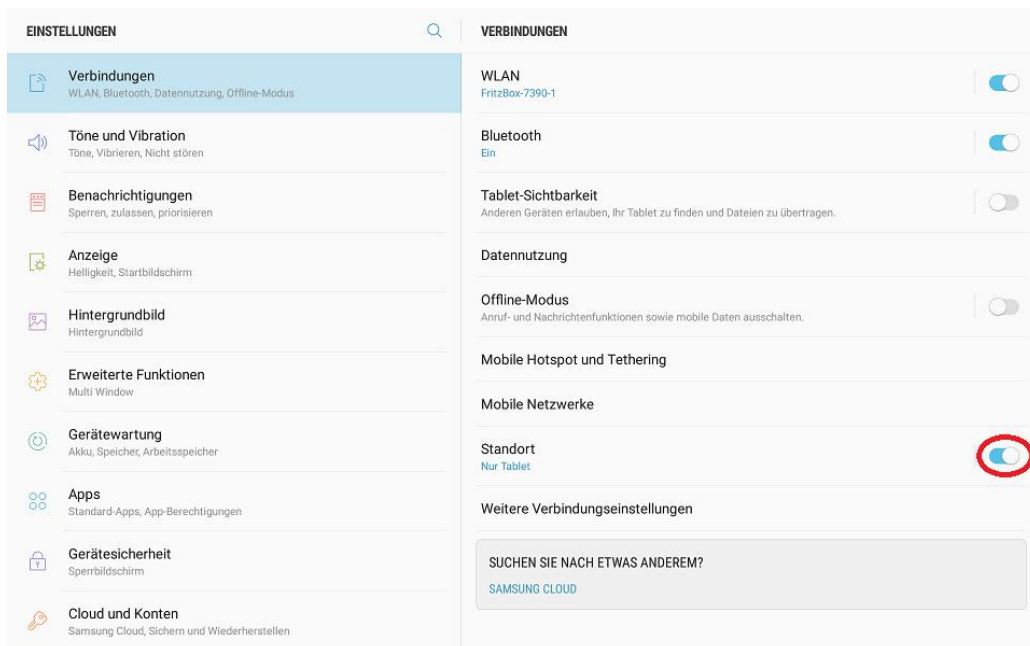 EINSTELLUNGEN
Verbindungen
WLAN, Bluetooth, Datennutzung, Offline-Modus
Töne und Vibration
Töne, Vibrieren, Nicht stören
Benachrichtigungen
Sperren, zulassen, priorisieren
Anzeige
Helligkeit, Startbildschirm
Hintergrundbild
Hintergrundbild
Erweiterte Funktionen
Multi Window
Gerätewartung
Akku, Speicher, Arbeitsspeicher
Apps
Standard-Apps, App-Berechtigungen
Gerätesicherheit
Sperrbildschirm
Cloud und Konten
Samsung Cloud, Sichern und Wiederherstellen
VERBINDUNGEN
WLAN
FritzBox-7390-1
Bluetooth
Ein
Tablet-Sichtbarkeit
Anderen Geräten erlauben, Ihr Tablet zu finden und Dateien zu übertragen.
Datennutzung
Offline-Modus
Anruf- und Nachrichtenfunktionen sowie mobile Daten ausschalten.
Mobile Hotspot und Tethering
Mobile Netzwerke
Standort
Nur Tablet
Weitere Verbindungseinstellungen
SUCHEN SIE NACH ETWAS ANDEREM?
SAMSUNG CLOUD